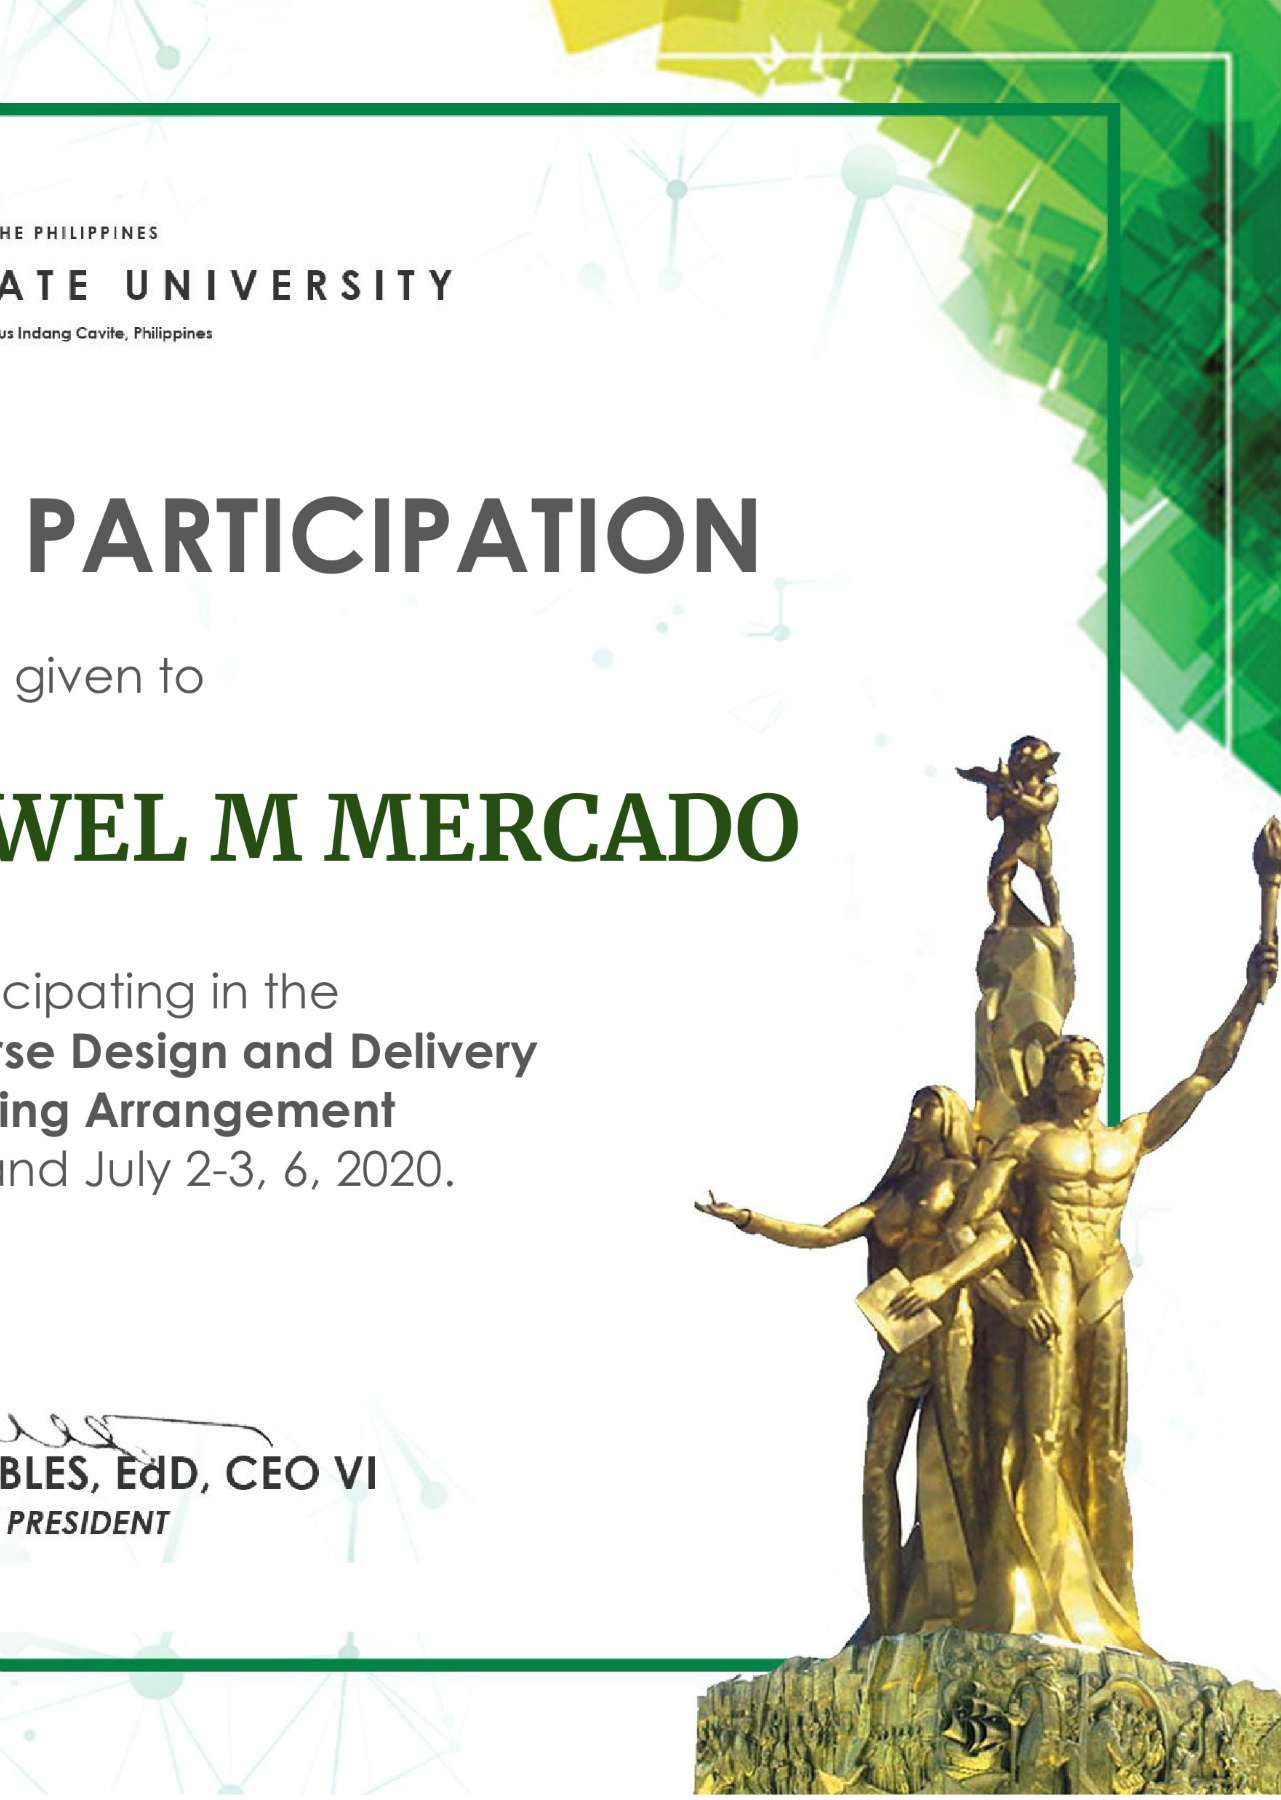 HE PHILIPPINES
ATE UNIVERSITY
us Indang Cavite, Philippines
PARTICIPATION
given to
WEL M MERCADO
cipating in the
rse Design and Delivery
ing Arrangement
and July 2-3, 6, 2020.
BLES, EdD, CEO VI
PRESIDENT